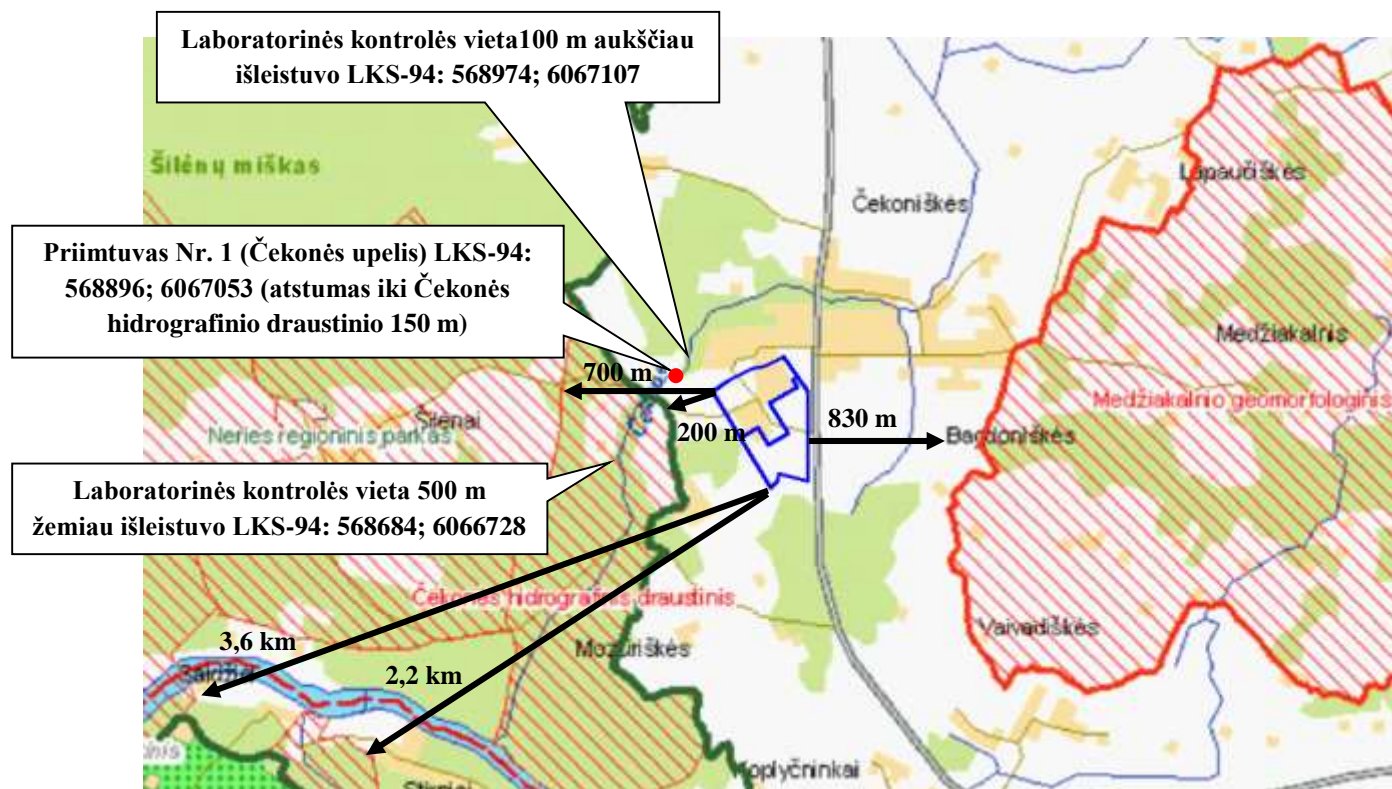 Laboratorinės kontrolės vieta100 m aukščiau
išleistuvo LKS-94: 568974; 6067107
Šilėnų miškas
Lapaučiškės
Čekoniškės
Priimtuvas Nr. 1 (Čekonės upelis) LKS-94:
568896; 6067053 (atstumas iki Čekonės
hidrografinio draustinio 150 m)
Medžiakalnis
700 m
Medžiakalnio geomorfologinis
Šilėnai
Neries regioninis parkas
200 m
830 m
Bardoniškės
Laboratorinės kontrolės vieta 500 m
žemiau išleistuvo LKS-94: 568684; 6066728
Čekonės hidrografinis draustinis
Vaivadiškės
3,6 km
Mozūriškės
2,2 km